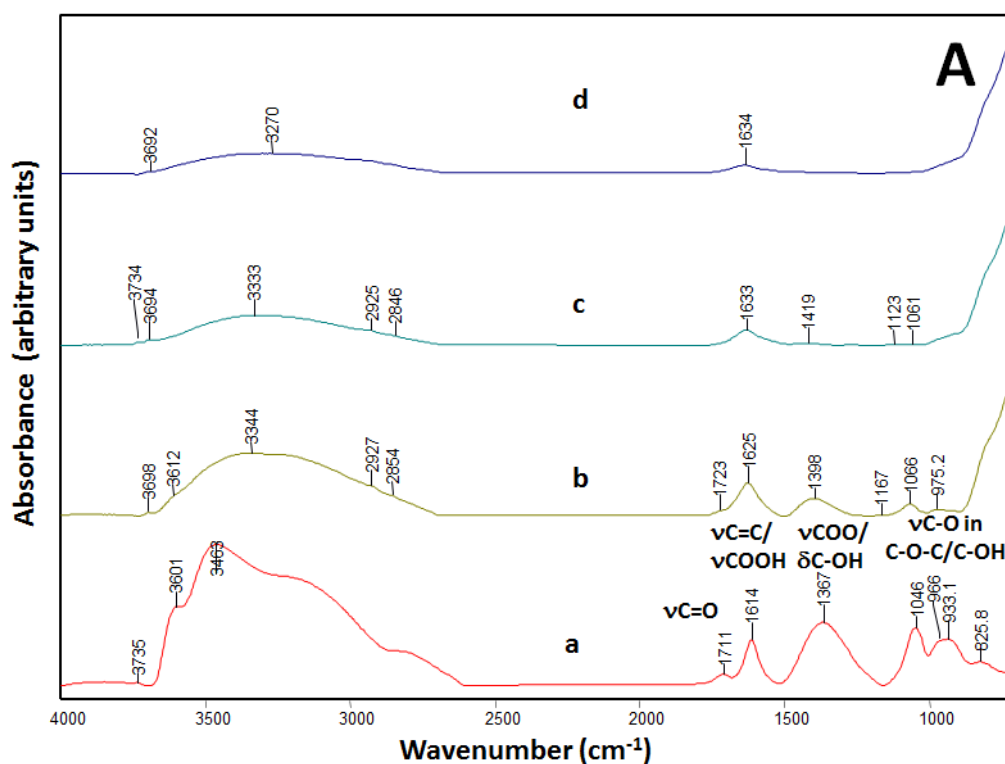 A
d
3692
3270
1634
c
3734
3694
3333
2925
2846
1633
1419
1123
1061
b
3698
3612
3344
2927
2854
1723
1625
1398
1167
1066
975.2
νC=C/
νCOOH
νCOO/
δC-OH
νC-O in
C-O-C/C-OH
νC=O
a
3735
3601
3463
1711
1614
1367
1046
966
933.1
825.8
4000
3500
3000
2500
2000
1500
1000
Wavenumber (cm⁻¹)
Absorbance (arbitrary units)